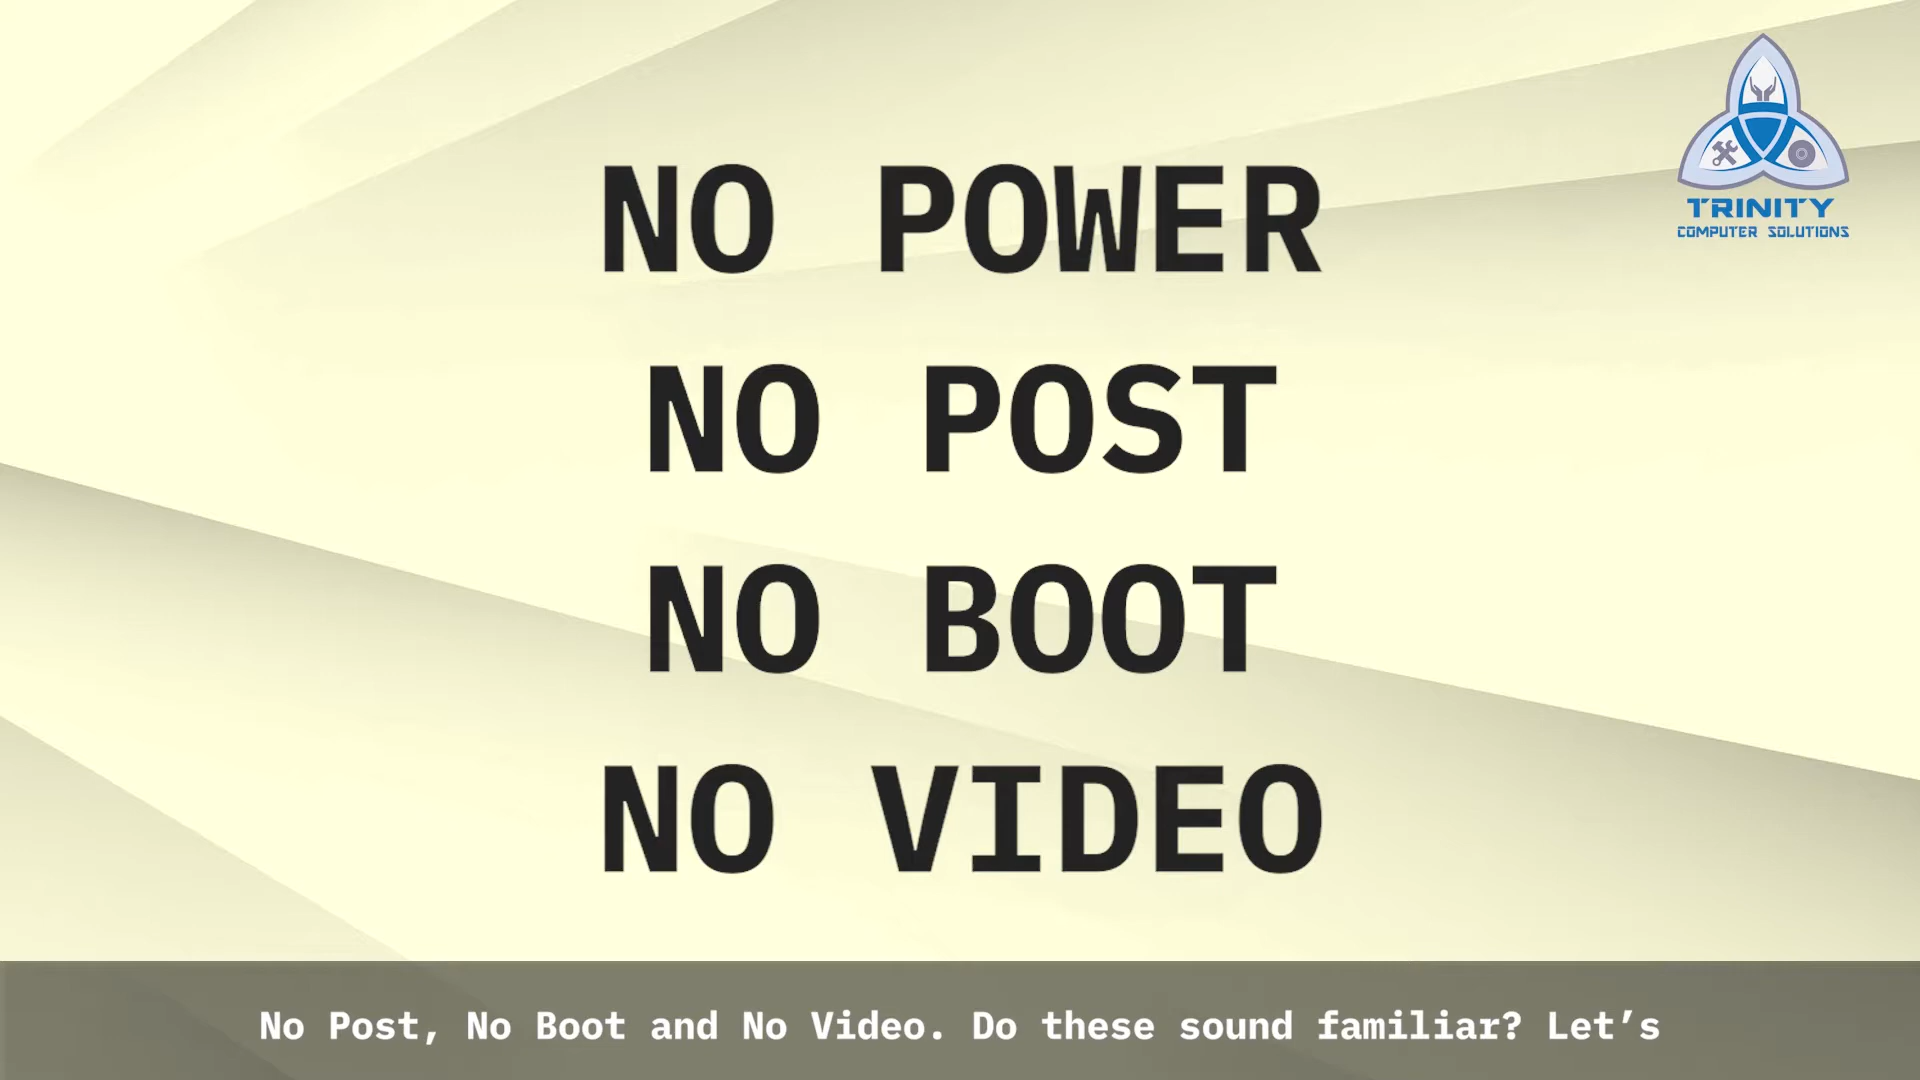 TRINITY
COMPUTER SOLUTIONS
NO POWER
NO POST
NO BOOT
NO VIDEO
No Post, No Boot and No Video. Do these sound familiar? Let’s